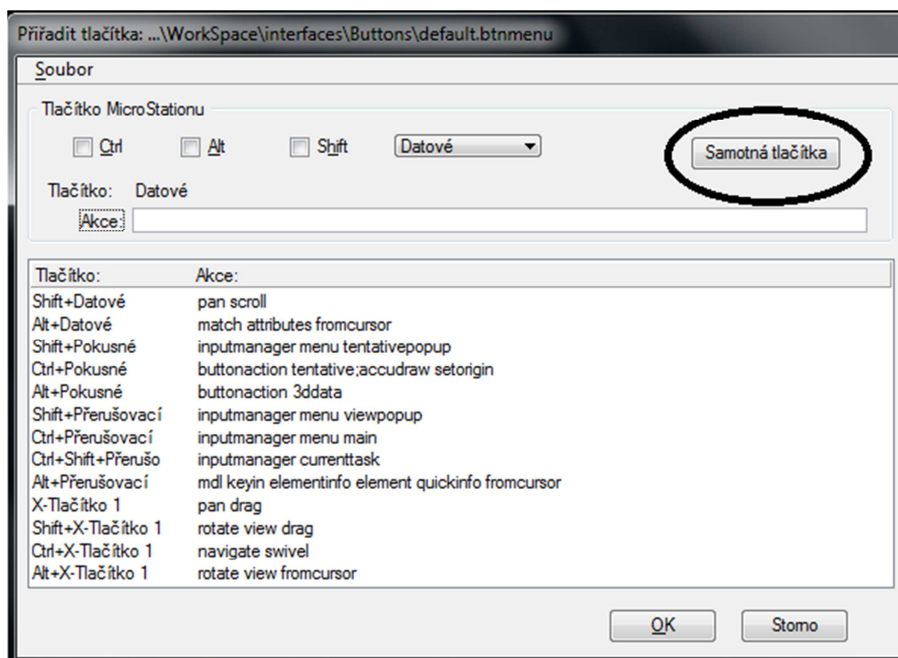 Přiřadit tlačítka: ...\WorkSpace\interfaces\Buttons\default.btnmenu
Soubor
Tlačítko MicroStationu
Ctrl Alt Shift Datové Samotná tlačítka
Tlačítko: Datové
Akce:
Tlačítko: Akce:
Shift+Datové pan scroll
Alt+Datové match attributes fromcursor
Shift+Pokusné inputmanager menu tentativepopup
Ctrl+Pokusné buttonaction tentative;accudraw setorigin
Alt+Pokusné buttonaction 3ddata
Shift+Přerušovací inputmanager menu viewpopup
Ctrl+Přerušovací inputmanager menu main
Ctrl+Shift+Přerušo inputmanager currenttask
Alt+Přerušovací mdl keyin elementinfo element quickinfo fromcursor
X-Tlačítko 1 pan drag
Shift+X-Tlačítko 1 rotate view drag
Ctrl+X-Tlačítko 1 navigate swivel
Alt+X-Tlačítko 1 rotate view fromcursor
OK Storno